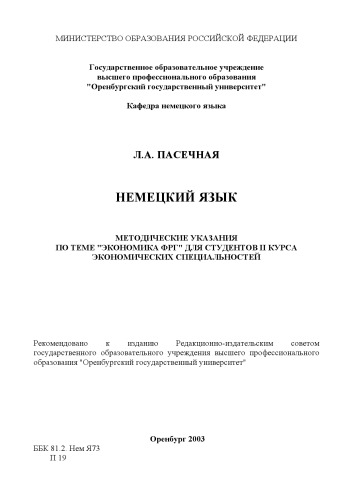 МИНИСТЕРСТВО ОБРАЗОВАНИЯ РОССИЙСКОЙ ФЕДЕРАЦИИ
Государственное образовательное учреждение
высшего профессионального образования
"Оренбургский государственный университет"
Кафедра немецкого языка
Л.А. ПАСЕЧНАЯ
НЕМЕЦКИЙ ЯЗЫК
МЕТОДИЧЕСКИЕ УКАЗАНИЯ
ПО ТЕМЕ "ЭКОНОМИКА ФРГ" ДЛЯ СТУДЕНТОВ II КУРСА
ЭКОНОМИЧЕСКИХ СПЕЦИАЛЬНОСТЕЙ
Рекомендовано к изданию Редакционно-издательским советом
государственного образовательного учреждения высшего профессионального
образования "Оренбургский государственный университет"
Оренбург 2003
ББК 81.2. Нем Я73
П 19